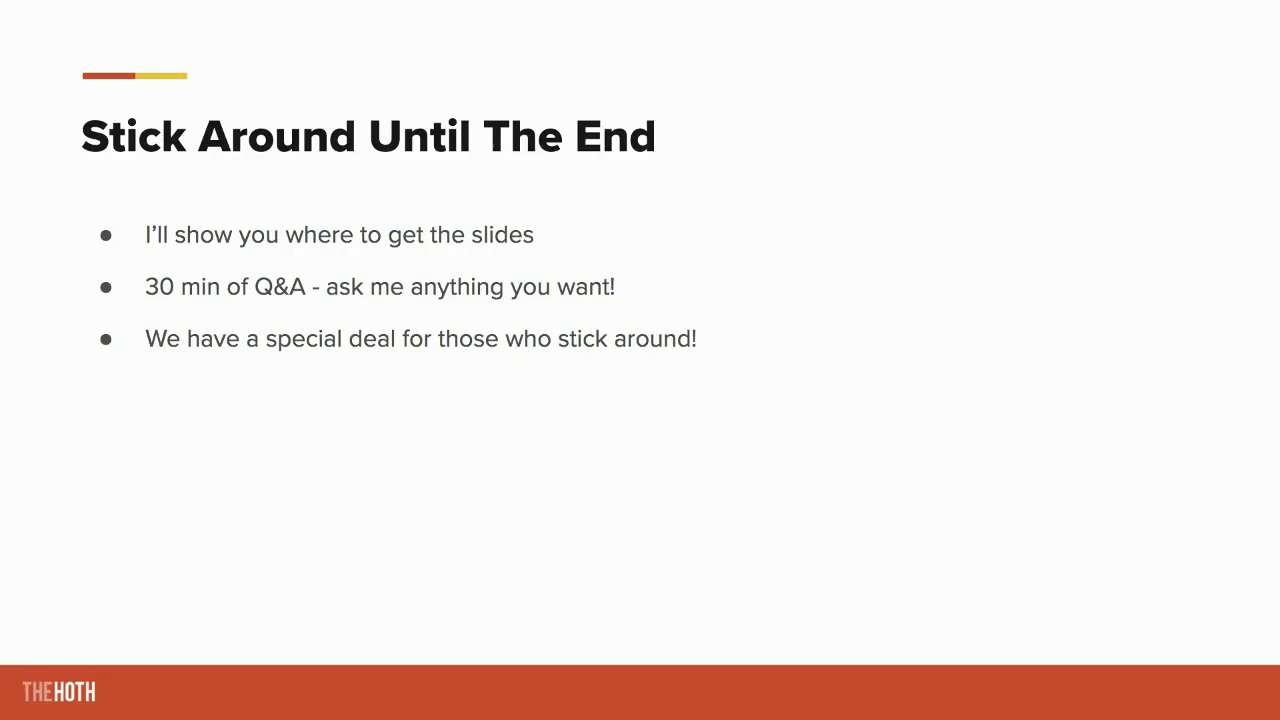 Stick Around Until The End
● I'll show you where to get the slides
● 30 min of Q&A - ask me anything you want!
● We have a special deal for those who stick around!
THEHOTH